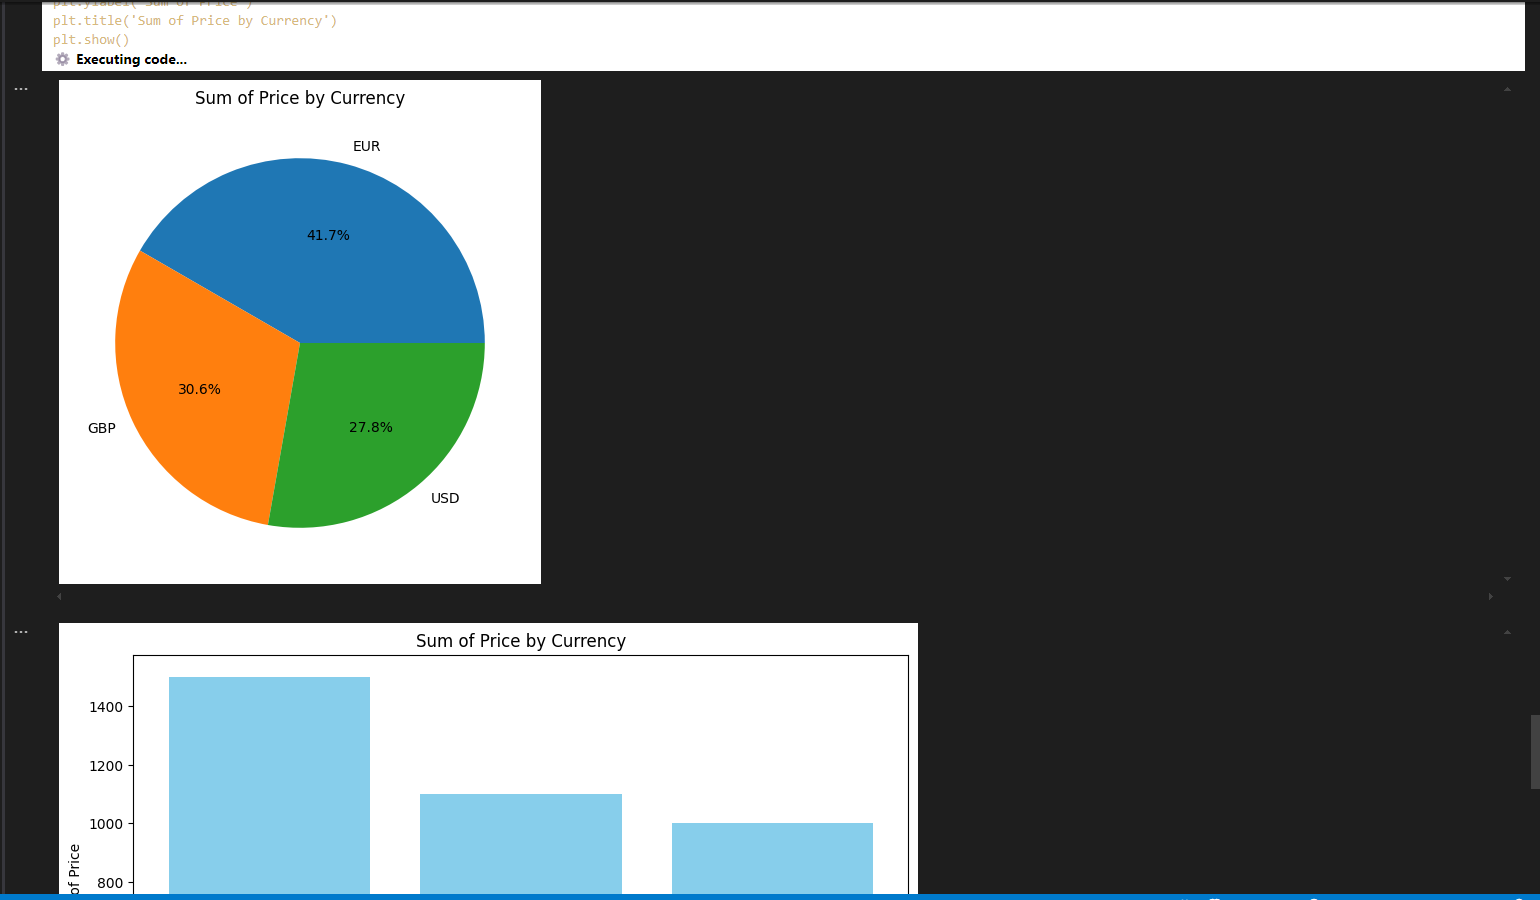 plt.ylabel('Sum of Price')
plt.title('Sum of Price by Currency')
plt.show()
Executing code...
...
Sum of Price by Currency
EUR
41.7%
30.6%
GBP
27.8%
USD
...
Sum of Price by Currency
1400
1200
1000
800
of Price